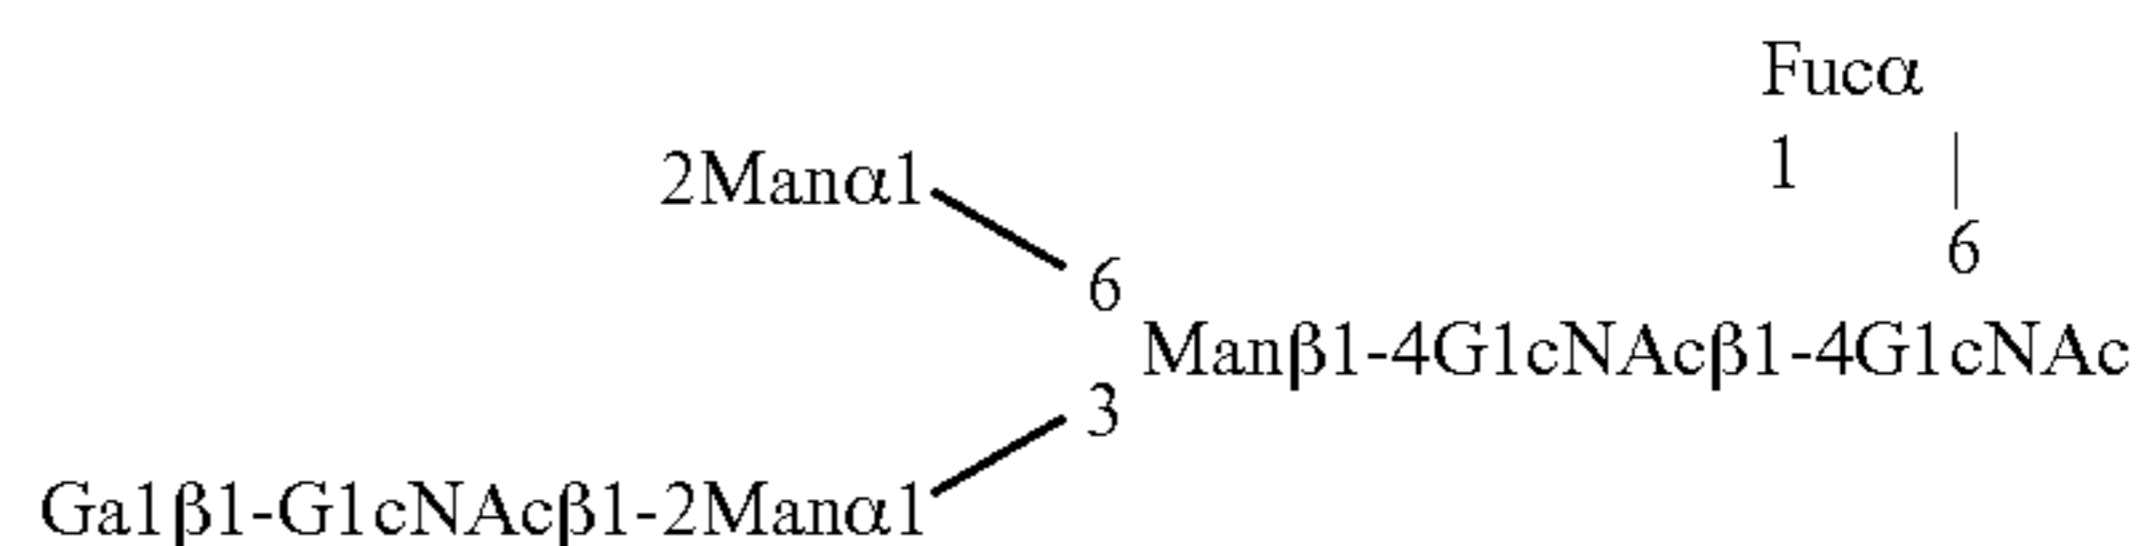 Fucα
1 |
2Manα1
6
6
Manβ1-4G1cNAcβ1-4G1cNAc
3
Ga1β1-G1cNAcβ1-2Manα1